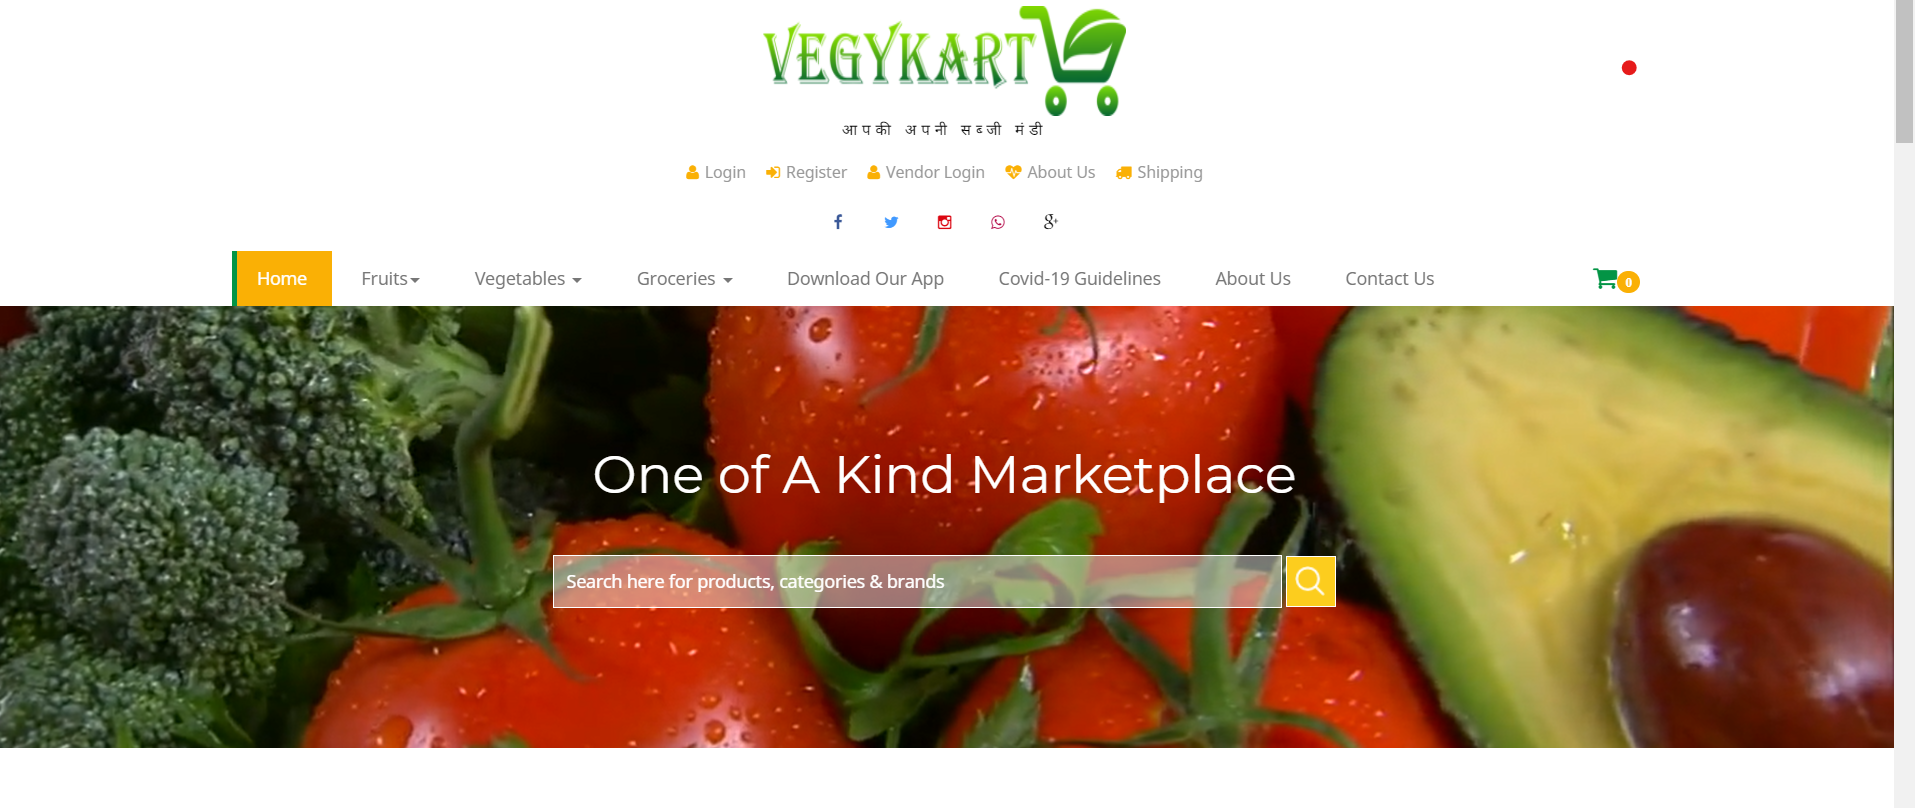 VEGYKART
आपकी अपनी सब्जी मंडी
Login Register Vendor Login About Us Shipping
Home Fruits Vegetables Groceries Download Our App Covid-19 Guidelines About Us Contact Us 0
One of A Kind Marketplace
Search here for products, categories & brands